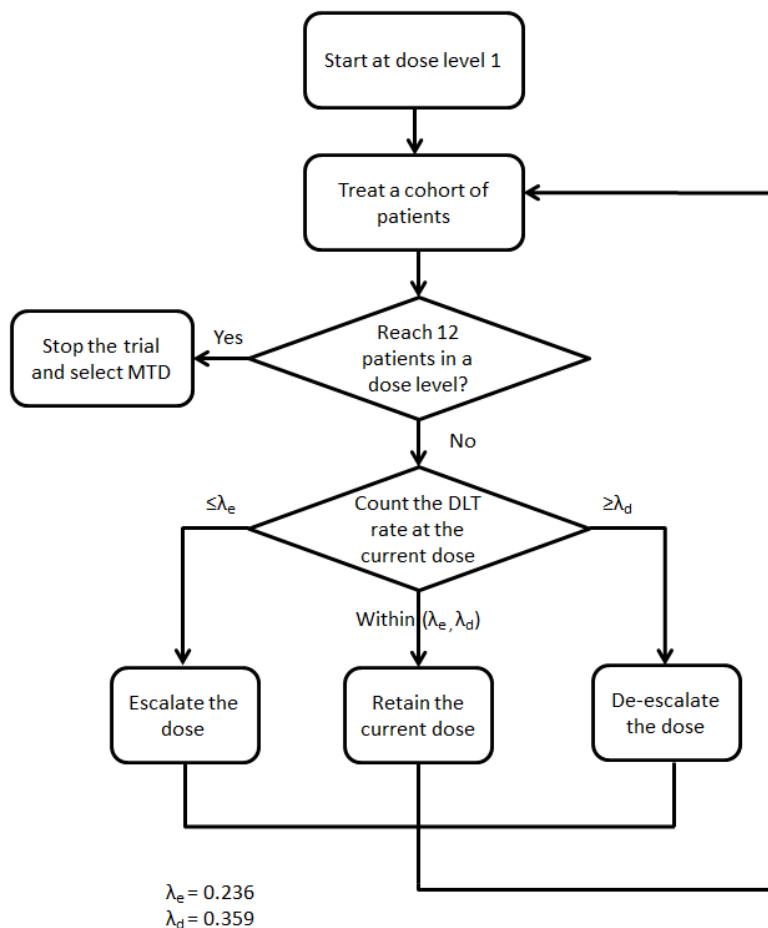 Start at dose level 1
Treat a cohort of
patients
Reach 12
patients in a
dose level?
Yes
Stop the trial
and select MTD
No
Count the DLT
rate at the
current dose
≤λe
≥λd
Within (λe, λd)
Escalate the
dose
Retain the
current dose
De-escalate
the dose
λe = 0.236
λd = 0.359